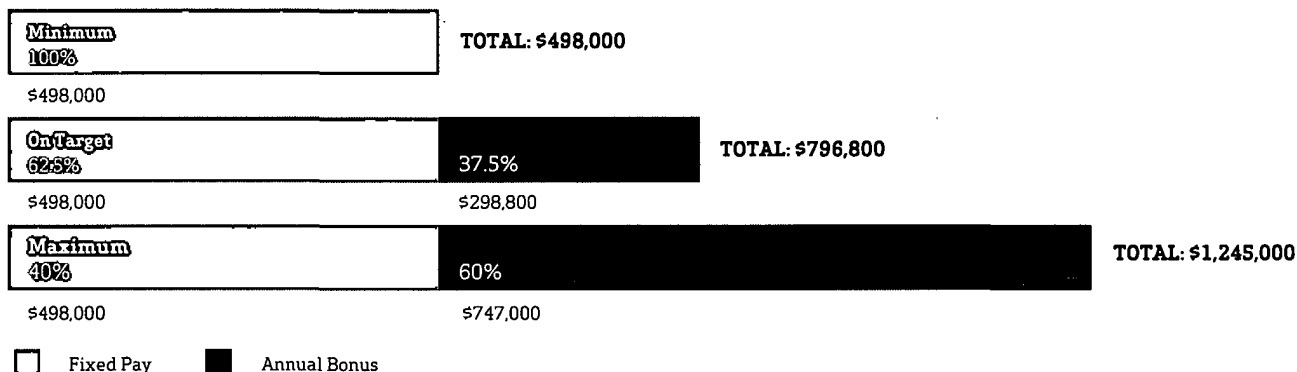 Minimum
100%
TOTAL: $498,000
$498,000
On Target
62.5%
37.5%
TOTAL: $796,800
$498,000
$298,800
Maximum
40%
60%
TOTAL: $1,245,000
$498,000
$747,000
Fixed Pay
Annual Bonus